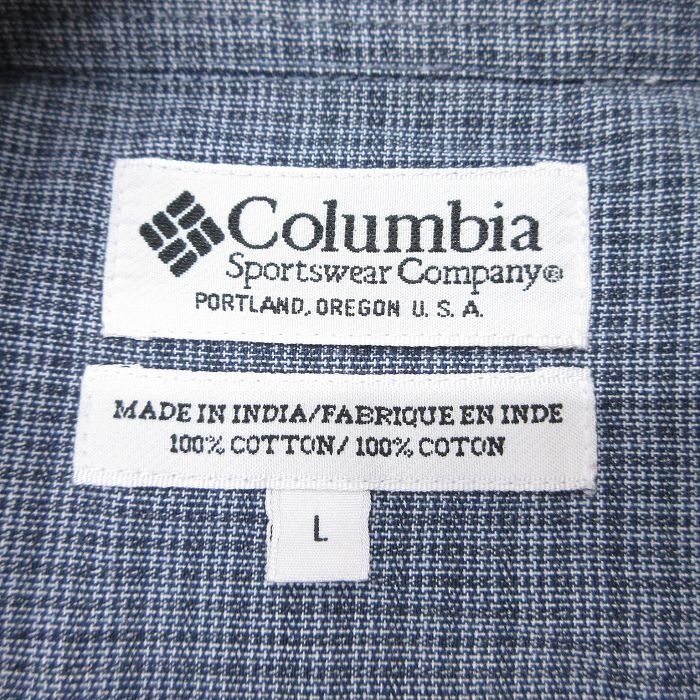 Columbia
Sportswear Company®
PORTLAND, OREGON U.S.A.
MADE IN INDIA/FABRIQUE EN INDE
100% COTTON/100% COTON
L